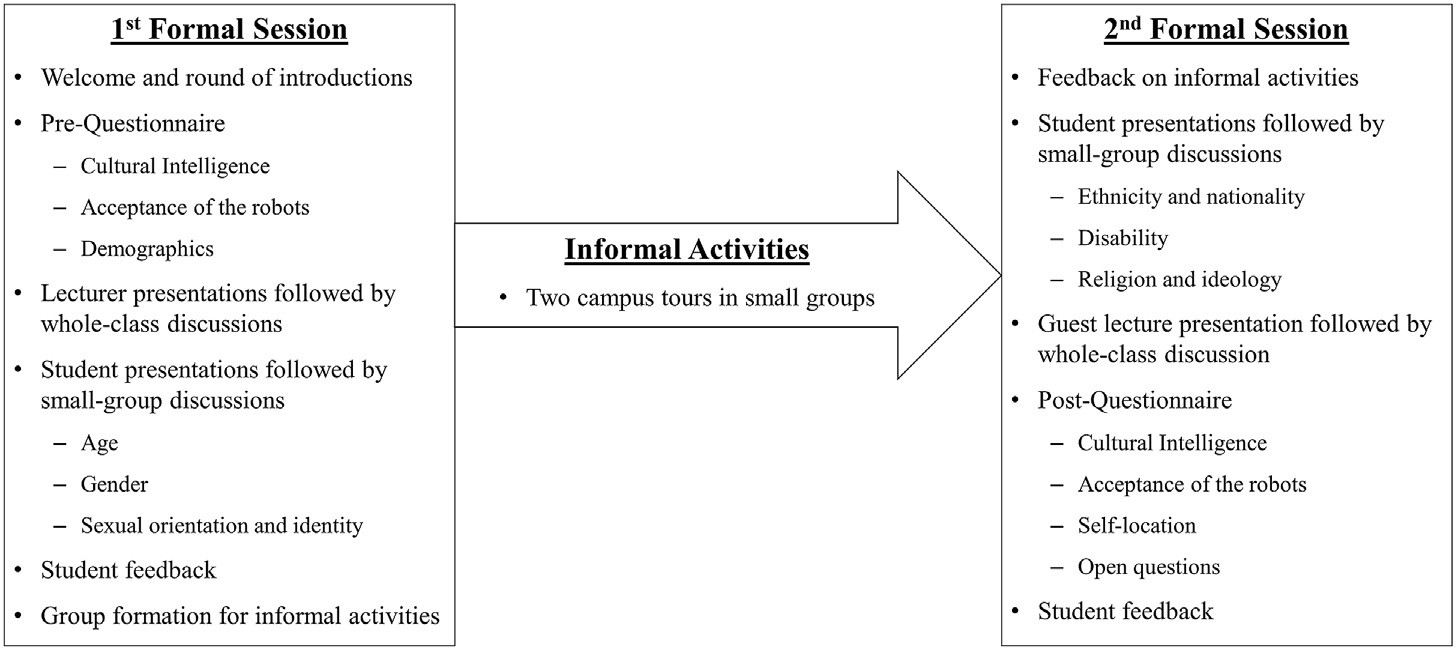 1st Formal Session
• Welcome and round of introductions
• Pre-Questionnaire
– Cultural Intelligence
– Acceptance of the robots
– Demographics
• Lecturer presentations followed by
whole-class discussions
• Student presentations followed by
small-group discussions
– Age
– Gender
– Sexual orientation and identity
• Student feedback
• Group formation for informal activities
Informal Activities
• Two campus tours in small groups
2nd Formal Session
• Feedback on informal activities
• Student presentations followed by
small-group discussions
– Ethnicity and nationality
– Disability
– Religion and ideology
• Guest lecture presentation followed by
whole-class discussion
• Post-Questionnaire
– Cultural Intelligence
– Acceptance of the robots
– Self-location
– Open questions
• Student feedback